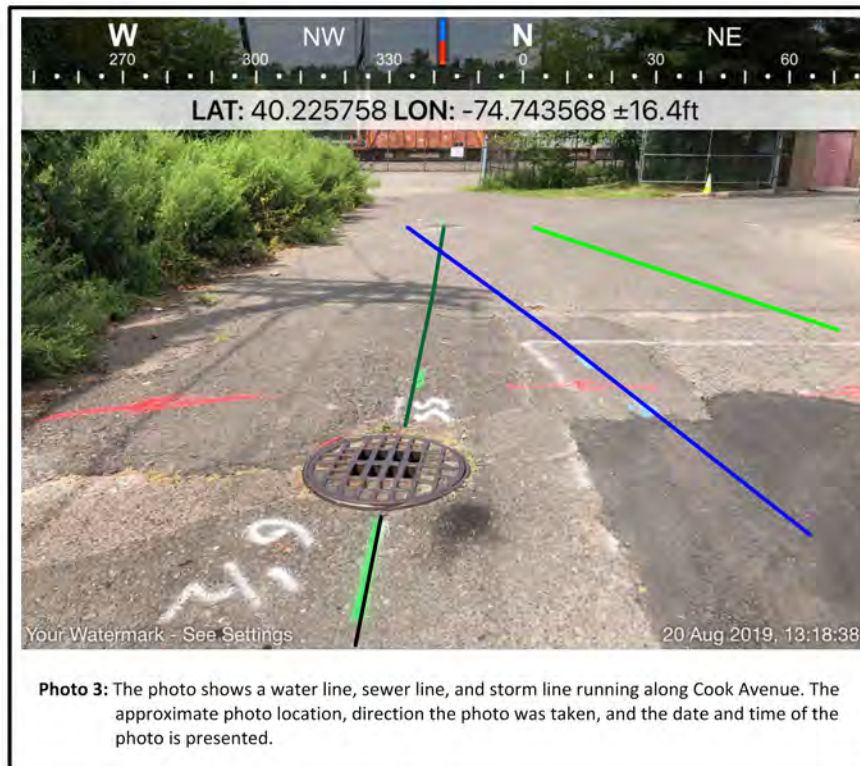 W NW N NE
270 300 330 0 30 60
LAT: 40.225758 LON: -74.743568 ±16.4ft
Your Watermark - See Settings
20 Aug 2019, 13:18:38
Photo 3: The photo shows a water line, sewer line, and storm line running along Cook Avenue. The
approximate photo location, direction the photo was taken, and the date and time of the
photo is presented.